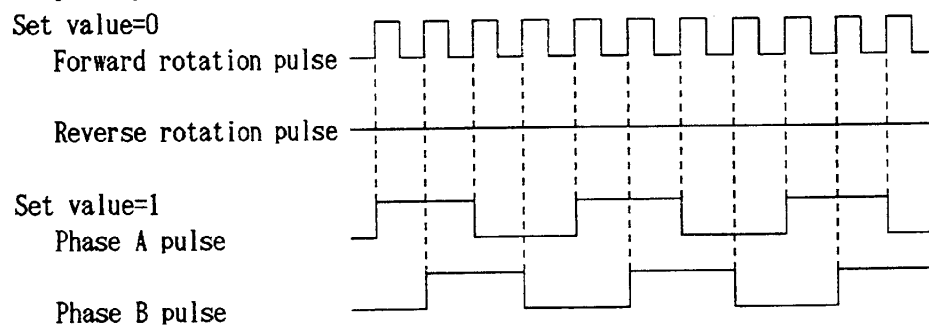 Set value=0
Forward rotation pulse
Reverse rotation pulse
Set value=1
Phase A pulse
Phase B pulse